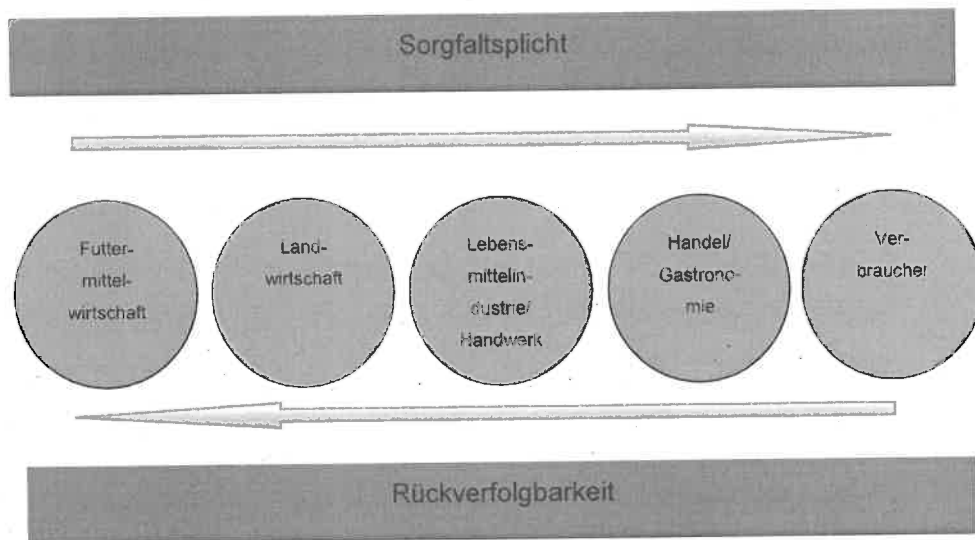 Sorgfaltsplicht
Futter-
mittel-
wirtschaft
Land-
wirtschaft
Lebens-
mittelin-
dustrie/
Handwerk
Handel/
Gastrono-
mie
Ver-
braucher
Rückverfolgbarkeit